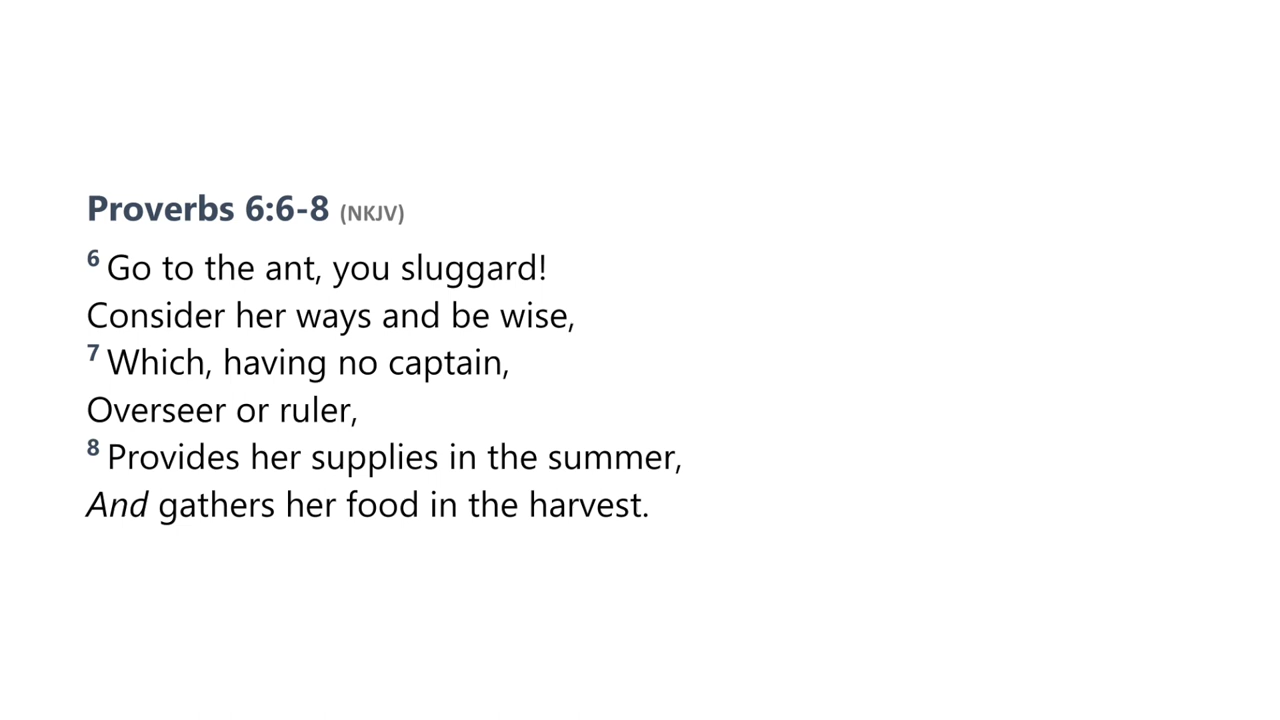 Proverbs 6:6-8 (NKJV)
6 Go to the ant, you sluggard!
Consider her ways and be wise,
7 Which, having no captain,
Overseer or ruler,
8 Provides her supplies in the summer,
And gathers her food in the harvest.